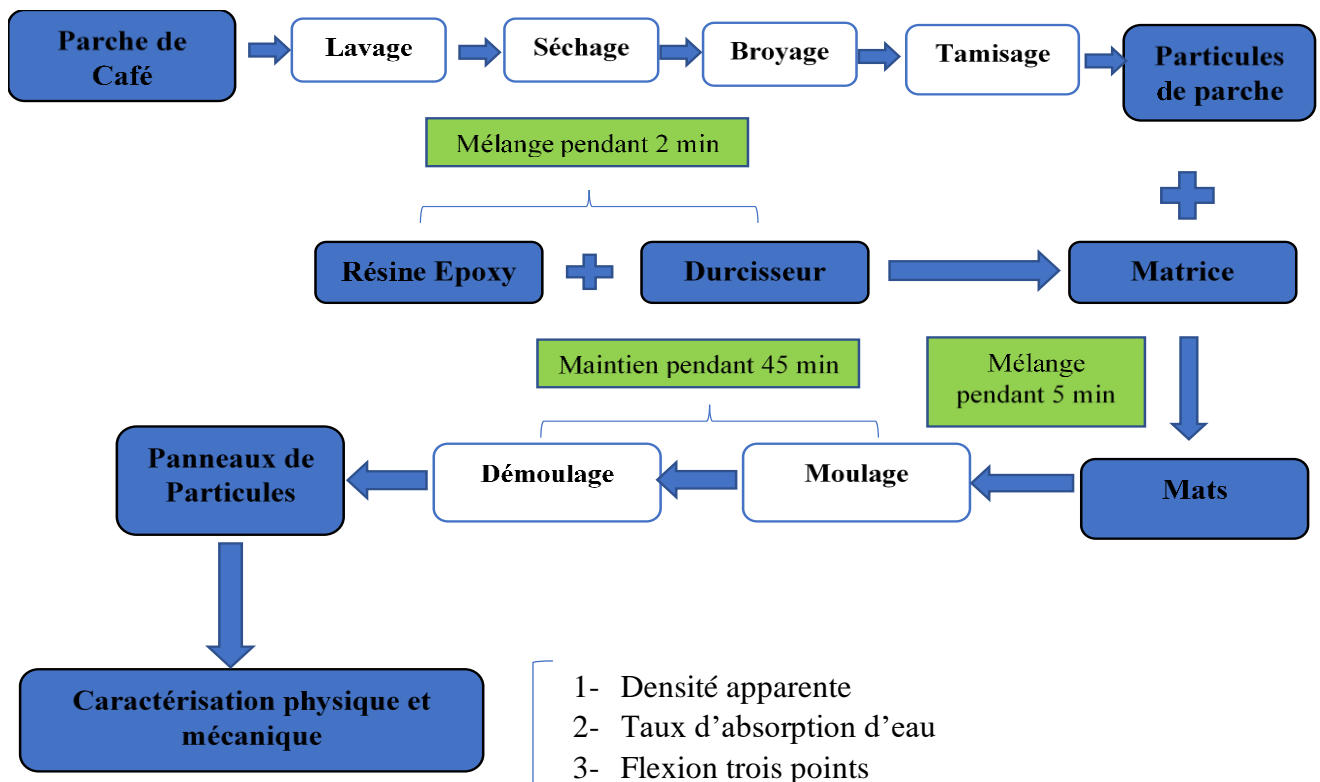 Parche de
Café
Lavage
Séchage
Broyage
Tamisage
Particules
de parche
Mélange pendant 2 min
Résine Epoxy
Durcisseur
Matrice
Maintien pendant 45 min
Mélange
pendant 5 min
Panneaux de
Particules
Démoulage
Moulage
Mats
Caractérisation physique et
mécanique
1- Densité apparente
2- Taux d’absorption d’eau
3- Flexion trois points